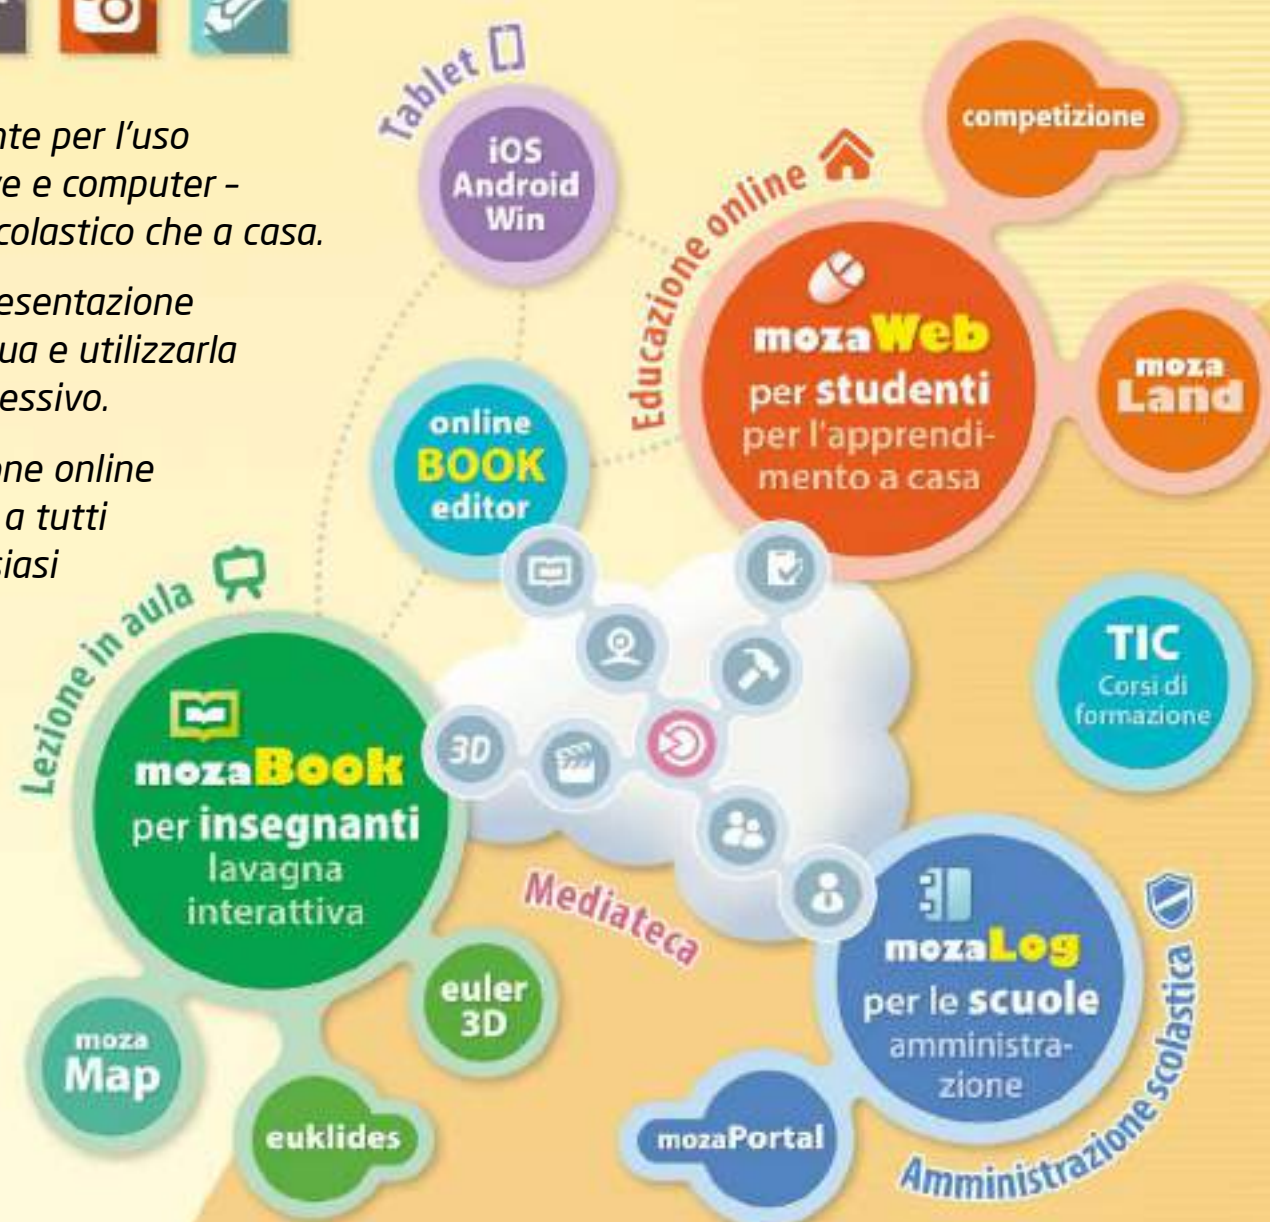 nte per l'uso
ve e computer -
colastico che a casa.
esentazione
ua e utilizzarla
essivo.
one online
a tutti
siasi
Tablet
iOS
Android
Win
Educazione online
competizione
mozaWeb
per studenti
per l'apprendi-
mento a casa
moza
Land
online
BOOK
editor
Lezione in aula
mozaBook
per insegnanti
lavagna
interattiva
3D
Mediateca
TIC
Corsi di
formazione
euler
3D
moza
Map
euklides
mozaLog
per le scuole
amministra-
zione
mozaPortal
Amministrazione scolastica